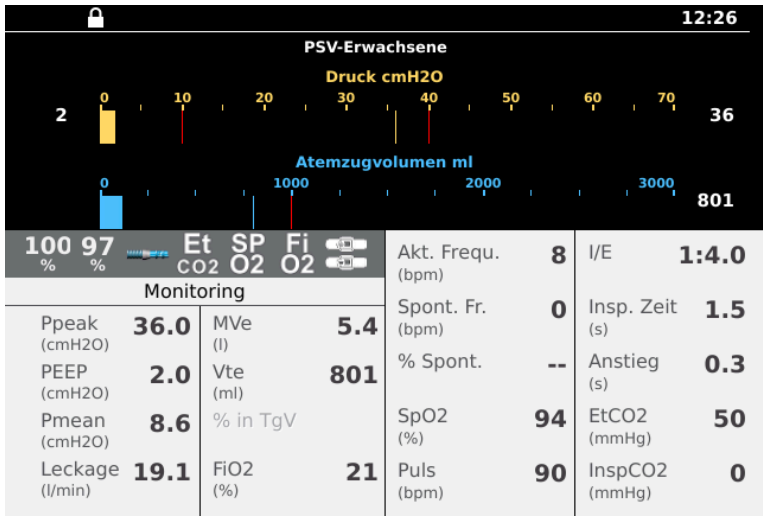 12:26
PSV-Erwachsene
Druck cmH2O
0 10 20 30 40 50 60 70
2 36
Atemzugvolumen ml
0 1000 2000 3000
801
100 97 Et SP Fi
% % CO2 O2 O2
Monitoring
Ppeak 36.0
(cmH2O)
PEEP 2.0
(cmH2O)
Pmean 8.6
(cmH2O)
Leckage 19.1
(l/min)
MVe 5.4
(l)
Vte 801
(ml)
% in TgV
FiO2 21
(%)
Akt. Frequ. 8
(bpm)
Spont. Fr. 0
(bpm)
% Spont. --
SpO2 94
(%)
Puls 90
(bpm)
I/E 1:4.0
Insp. Zeit 1.5
(s)
Anstieg 0.3
(s)
EtCO2 50
(mmHg)
InspCO2 0
(mmHg)